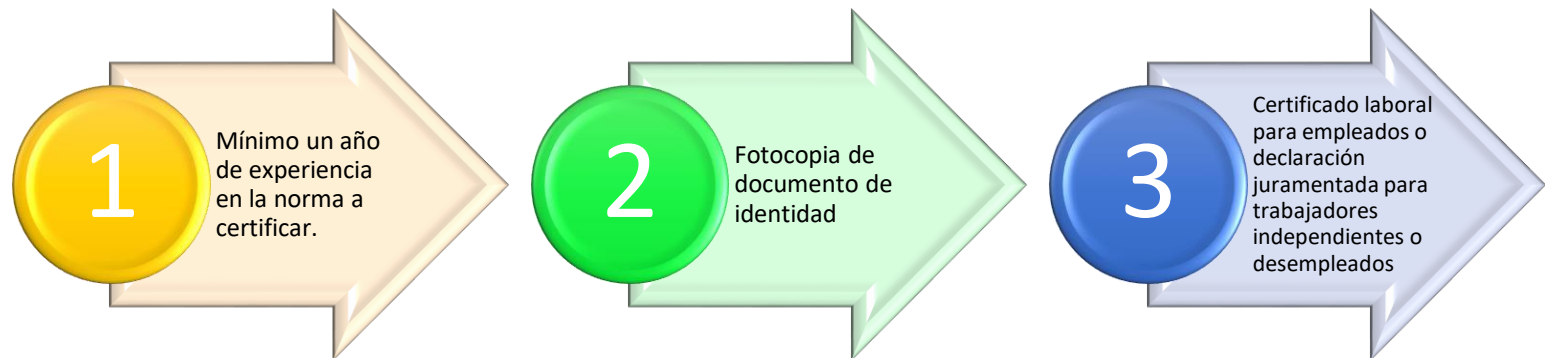 1
Mínimo un año
de experiencia
en la norma a
certificar.
2
Fotocopia de
documento de
identidad
3
Certificado laboral
para empleados o
declaración
juramentada para
trabajadores
independientes o
desempleados